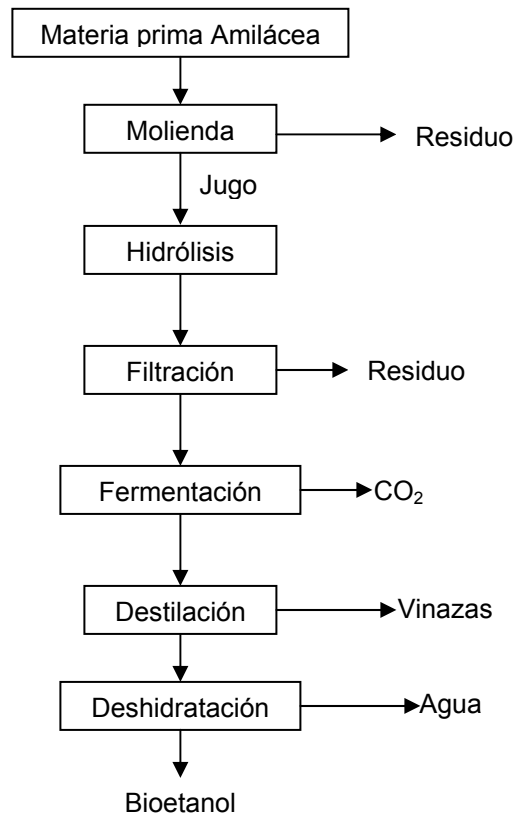 Materia prima Amilácea
Molienda
Residuo
Jugo
Hidrólisis
Filtración
Residuo
Fermentación
CO₂
Destilación
Vinazas
Deshidratación
Agua
Bioetanol